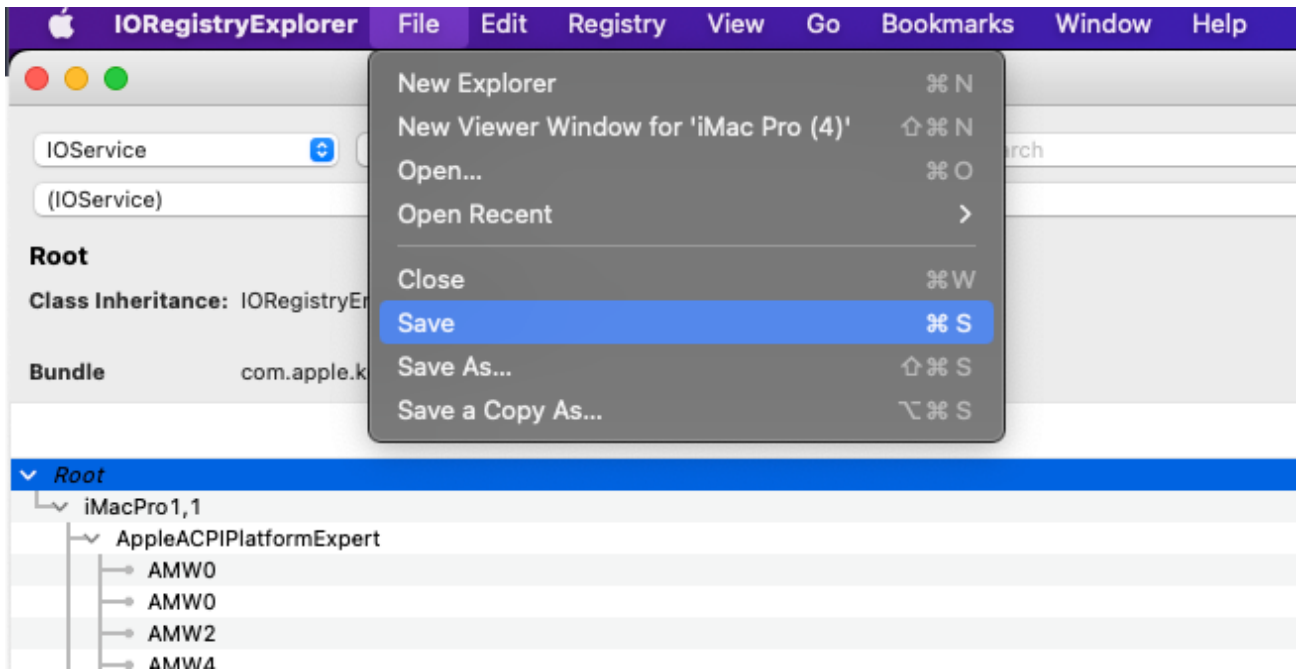 IORegistryExplorer File Edit Registry View Go Bookmarks Window Help
New Explorer ⌘ N
New Viewer Window for 'iMac Pro (4)' ⇧ ⌘ N
Open... ⌘ O
Open Recent
Close ⌘ W
Save ⌘ S
Save As... ⇧ ⌘ S
Save a Copy As... ⌥ ⌘ S
IOService
(IOService)
Root
Class Inheritance: IORegistryEr
Bundle com.apple.k
Root
iMacPro1,1
AppleACPIPlatformExpert
AMW0
AMW0
AMW2
AMW4